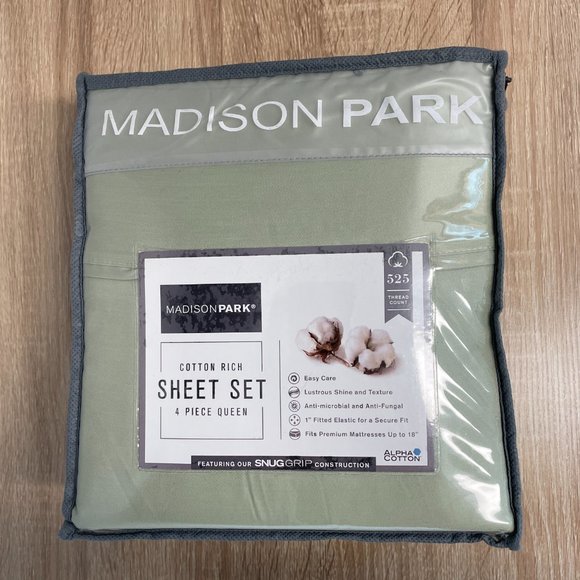 MADISON PARK
MADISONPARK®
525
THREAD
COUNT
COTTON RICH
SHEET SET
4 PIECE QUEEN
Easy Care
Lustrous Shine and Texture
Anti-microbial and Anti-Fungal
1" Fitted Elastic for a Secure Fit
Fits Premium Mattresses Up to 18"
FEATURING OUR SNUGGRIP CONSTRUCTION
ALPHA
COTTON